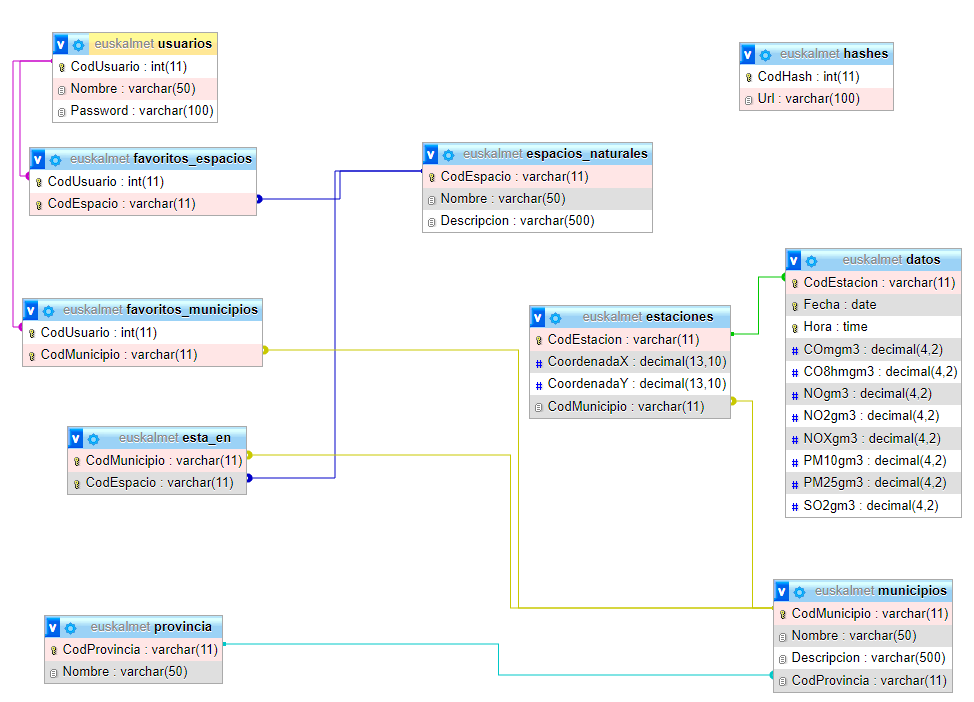 v euskalmet usuarios
CodUsuario : int(11)
Nombre : varchar(50)
Password : varchar(100)
v euskalmet hashes
CodHash : int(11)
Url : varchar(100)
v euskalmet favoritos_espacios
CodUsuario : int(11)
CodEspacio : varchar(11)
v euskalmet espacios_naturales
CodEspacio : varchar(11)
Nombre : varchar(50)
Descripcion : varchar(500)
v euskalmet datos
CodEstacion : varchar(11)
Fecha : date
Hora : time
# COmgm3 : decimal(4,2)
# CO8hmgm3 : decimal(4,2)
# NOgm3 : decimal(4,2)
# NO2gm3 : decimal(4,2)
# NOXgm3 : decimal(4,2)
# PM10gm3 : decimal(4,2)
# PM25gm3 : decimal(4,2)
# SO2gm3 : decimal(4,2)
v euskalmet favoritos_municipios
CodUsuario : int(11)
CodMunicipio : varchar(11)
v euskalmet estaciones
CodEstacion : varchar(11)
# CoordenadaX : decimal(13,10)
# CoordenadaY : decimal(13,10)
CodMunicipio : varchar(11)
v euskalmet esta_en
CodMunicipio : varchar(11)
CodEspacio : varchar(11)
v euskalmet municipios
CodMunicipio : varchar(11)
Nombre : varchar(50)
Descripcion : varchar(500)
CodProvincia : varchar(11)
v euskalmet provincia
CodProvincia : varchar(11)
Nombre : varchar(50)